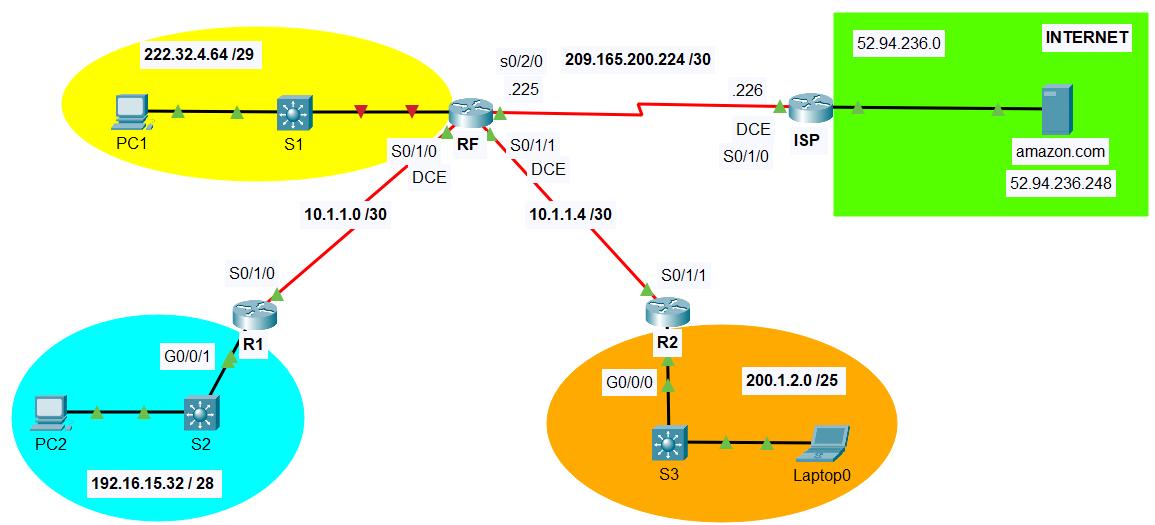 222.32.4.64 /29
PC1
S1
s0/2/0
.225
209.165.200.224 /30
.226
RF
S0/1/0
DCE
S0/1/1
DCE
DCE
S0/1/0
ISP
52.94.236.0
INTERNET
amazon.com
52.94.236.248
10.1.1.0 /30
10.1.1.4 /30
S0/1/0
R1
G0/0/1
PC2
S2
192.16.15.32 / 28
S0/1/1
R2
G0/0/0
200.1.2.0 /25
S3
Laptop0